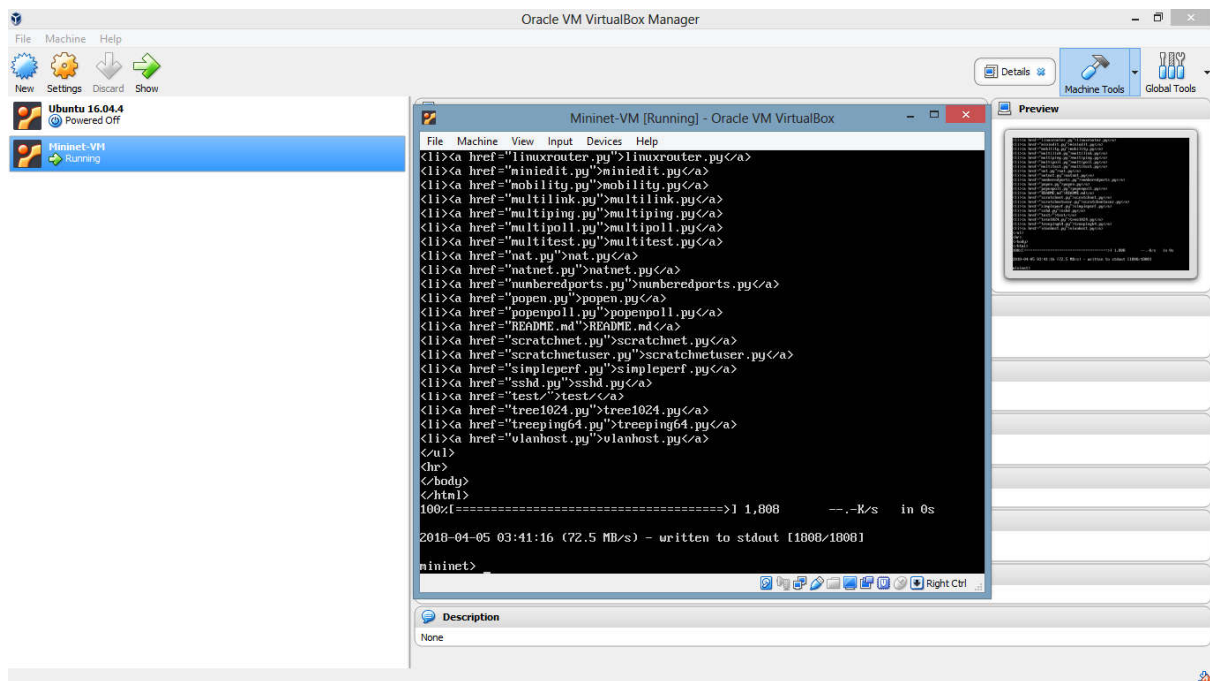 Oracle VM VirtualBox Manager
File Machine Help
New Settings Discard Show
Details
Machine Tools
Global Tools
Ubuntu 16.04.4
Powered Off
Mininet-VM
Running
Preview
Mininet-VM [Running] - Oracle VM VirtualBox
File Machine View Input Devices Help
<li><a href="linuxrouter.py">linuxrouter.py</a>
<li><a href="miniedit.py">miniedit.py</a>
<li><a href="mobility.py">mobility.py</a>
<li><a href="multilink.py">multilink.py</a>
<li><a href="multiping.py">multiping.py</a>
<li><a href="multipoll.py">multipoll.py</a>
<li><a href="multitest.py">multitest.py</a>
<li><a href="nat.py">nat.py</a>
<li><a href="natnet.py">natnet.py</a>
<li><a href="numberedports.py">numberedports.py</a>
<li><a href="popen.py">popen.py</a>
<li><a href="popenpoll.py">popenpoll.py</a>
<li><a href="README.md">README.md</a>
<li><a href="scratchnet.py">scratchnet.py</a>
<li><a href="scratchnetuser.py">scratchnetuser.py</a>
<li><a href="simpleperf.py">simpleperf.py</a>
<li><a href="sshd.py">sshd.py</a>
<li><a href="test/">test/</a>
<li><a href="tree1024.py">tree1024.py</a>
<li><a href="treeping64.py">treeping64.py</a>
<li><a href="vlanhost.py">vlanhost.py</a>
</ul>
<hr>
</body>
</html>
100%[======================================>] 1,808 --.-K/s in 0s
2018-04-05 03:41:16 (72.5 MB/s) - written to stdout [1808/1808]
mininet> _
Right Ctrl
Description
None